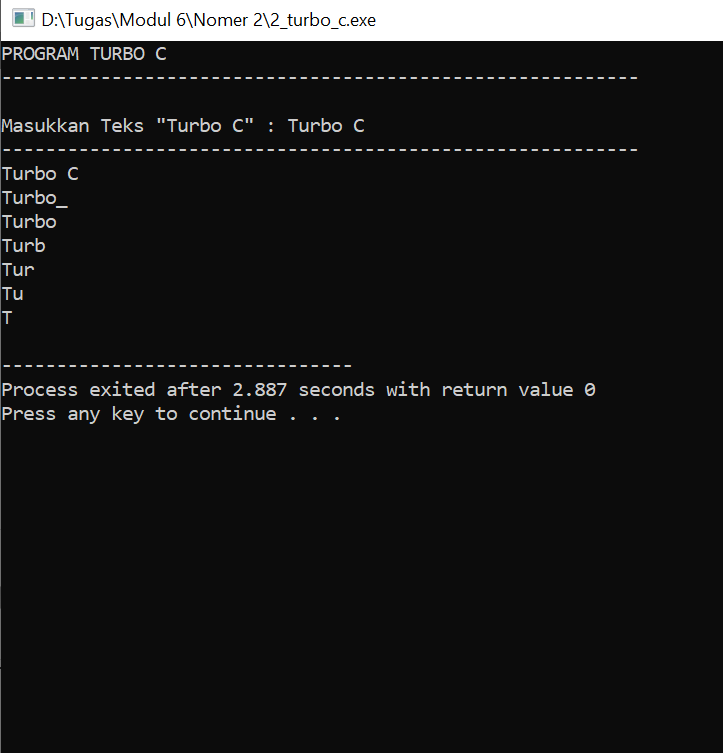 D:\Tugas\Modul 6\Nomer 2\2_turbo_c.exe
PROGRAM TURBO C
----------------------------------------------------------
Masukkan Teks "Turbo C" : Turbo C
----------------------------------------------------------
Turbo C
Turbo_
Turbo
Turb
Tur
Tu
T
--------------------------------
Process exited after 2.887 seconds with return value 0
Press any key to continue . . .